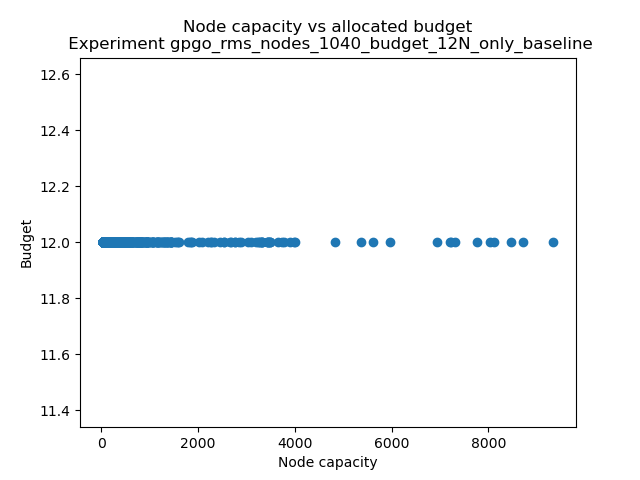 Node capacity vs allocated budget
Experiment gpgo_rms_nodes_1040_budget_12N_only_baseline
12.6
12.4
12.2
12.0
11.8
11.6
11.4
Budget
0 2000 4000 6000 8000
Node capacity